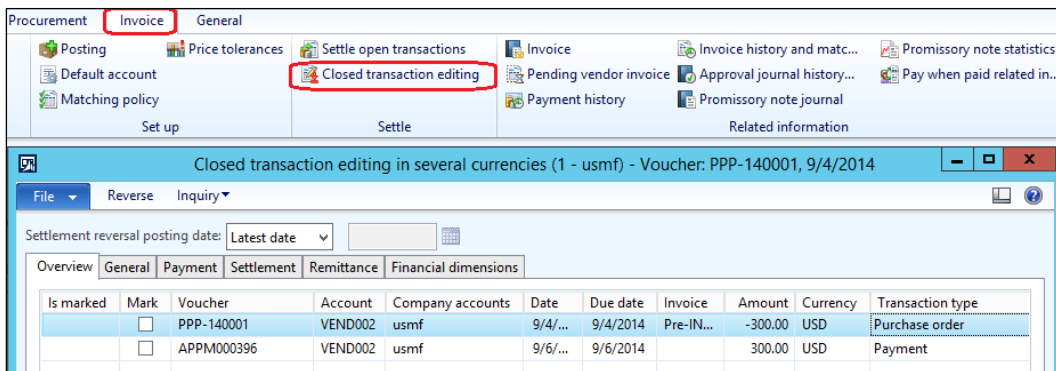 Procurement Invoice General
Posting Price tolerances Settle open transactions Invoice Invoice history and matc... Promissory note statistics
Default account Closed transaction editing Pending vendor invoice Approval journal history... Pay when paid related in...
Matching policy Payment history Promissory note journal
Set up Settle Related information
Closed transaction editing in several currencies (1 - usmf) - Voucher: PPP-140001, 9/4/2014
File Reverse Inquiry
Settlement reversal posting date: Latest date
Overview General Payment Settlement Remittance Financial dimensions
Is marked Mark Voucher Account Company accounts Date Due date Invoice Amount Currency Transaction type
PPP-140001 VEND002 usmf 9/4/... 9/4/2014 Pre-IN... -300.00 USD Purchase order
APPM000396 VEND002 usmf 9/6/... 9/6/2014 300.00 USD Payment